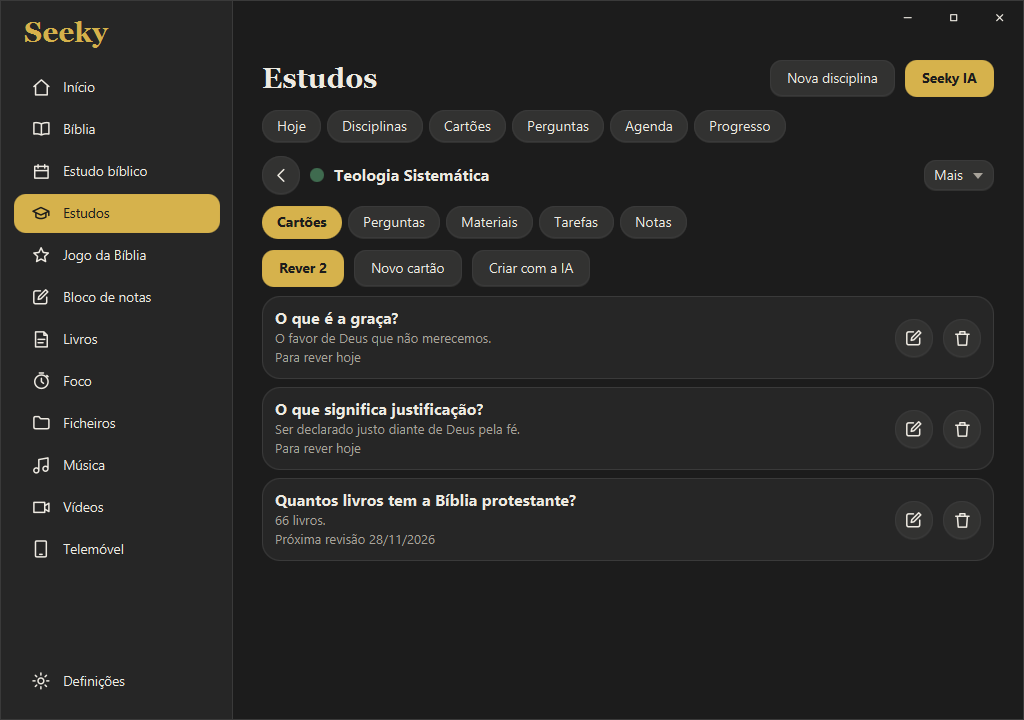 Seeky
Início
Bíblia
Estudo bíblico
Estudos
Jogo da Bíblia
Bloco de notas
Livros
Foco
Ficheiros
Música
Vídeos
Telemóvel
Definições
Estudos
Nova disciplina
Seeky IA
Hoje
Disciplinas
Cartões
Perguntas
Agenda
Progresso
Teologia Sistemática
Mais
Cartões
Perguntas
Materiais
Tarefas
Notas
Rever 2
Novo cartão
Criar com a IA
O que é a graça?
O favor de Deus que não merecemos.
Para rever hoje
O que significa justificação?
Ser declarado justo diante de Deus pela fé.
Para rever hoje
Quantos livros tem a Bíblia protestante?
66 livros.
Próxima revisão 28/11/2026